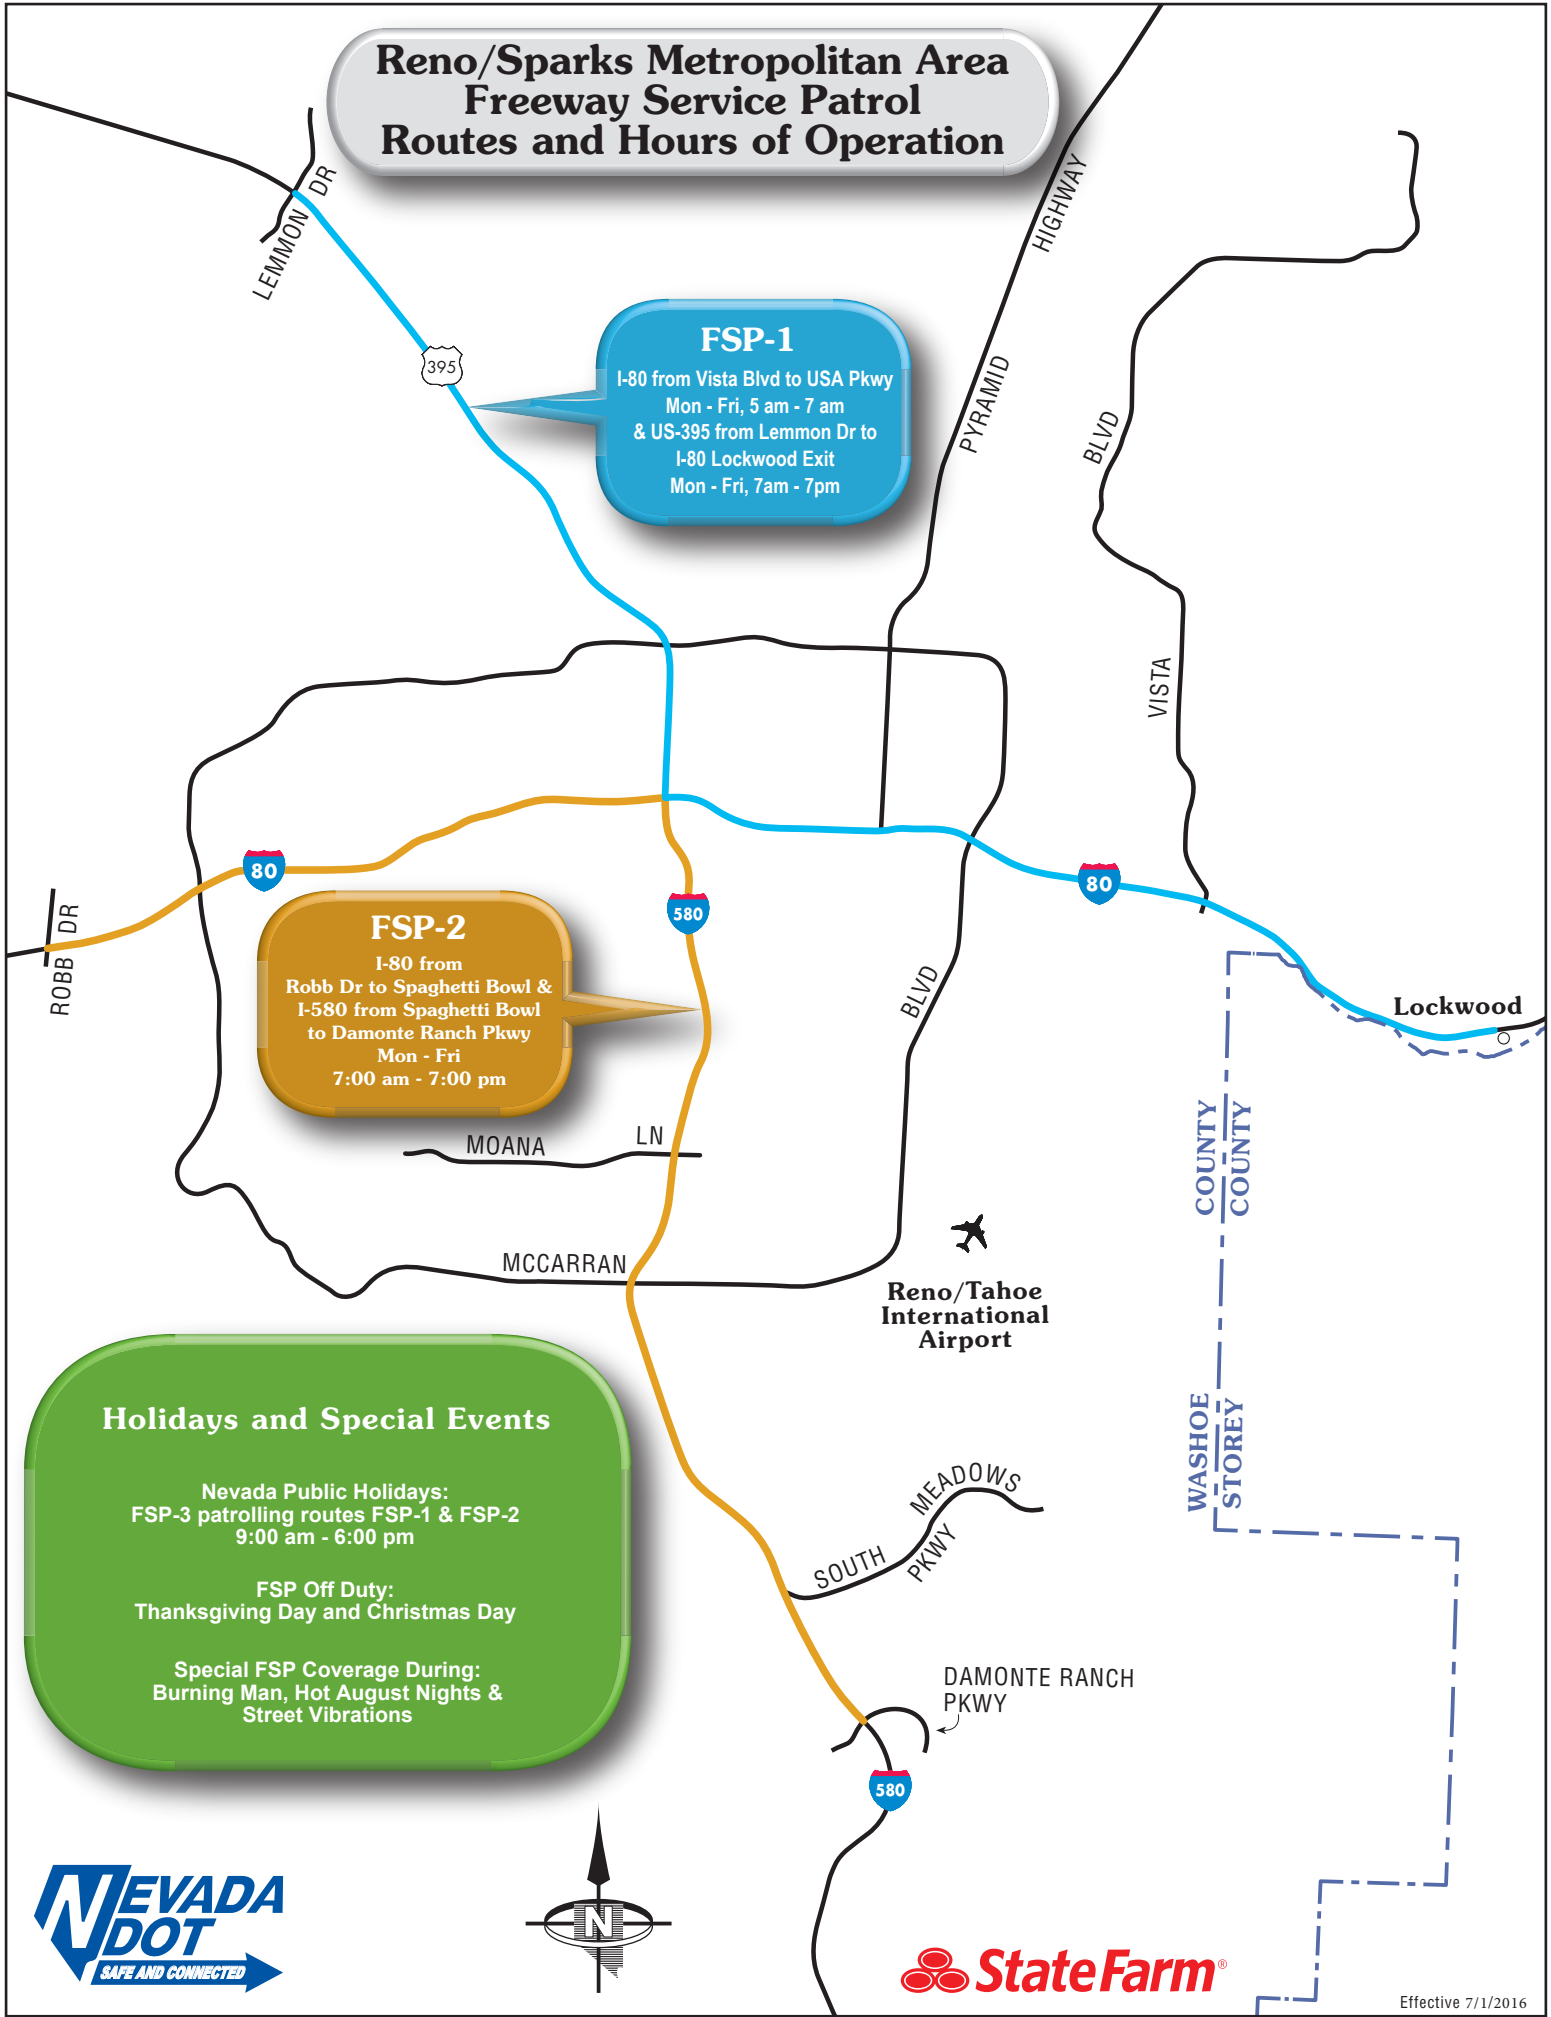 Reno/Sparks Metropolitan Area
Freeway Service Patrol
Routes and Hours of Operation
LEMMON DR
HIGHWAY
PYRAMID
395
FSP-1
I-80 from Vista Blvd to USA Pkwy
Mon - Fri, 5 am - 7 am
& US-395 from Lemmon Dr to
I-80 Lockwood Exit
Mon - Fri, 7am - 7pm
BLVD
VISTA
80
80
580
ROBB DR
FSP-2
I-80 from
Robb Dr to Spaghetti Bowl &
I-580 from Spaghetti Bowl
to Damonte Ranch Pkwy
Mon - Fri
7:00 am - 7:00 pm
BLVD
Lockwood
MOANA LN
COUNTY
COUNTY
MCCARRAN
Reno/Tahoe
International
Airport
WASHOE
STOREY
Holidays and Special Events
Nevada Public Holidays:
FSP-3 patrolling routes FSP-1 & FSP-2
9:00 am - 6:00 pm
FSP Off Duty:
Thanksgiving Day and Christmas Day
Special FSP Coverage During:
Burning Man, Hot August Nights &
Street Vibrations
SOUTH MEADOWS
PKWY
DAMONTE RANCH
PKWY
580
NEVADA
DOT
SAFE AND CONNECTED
N
State Farm®
Effective 7/1/2016